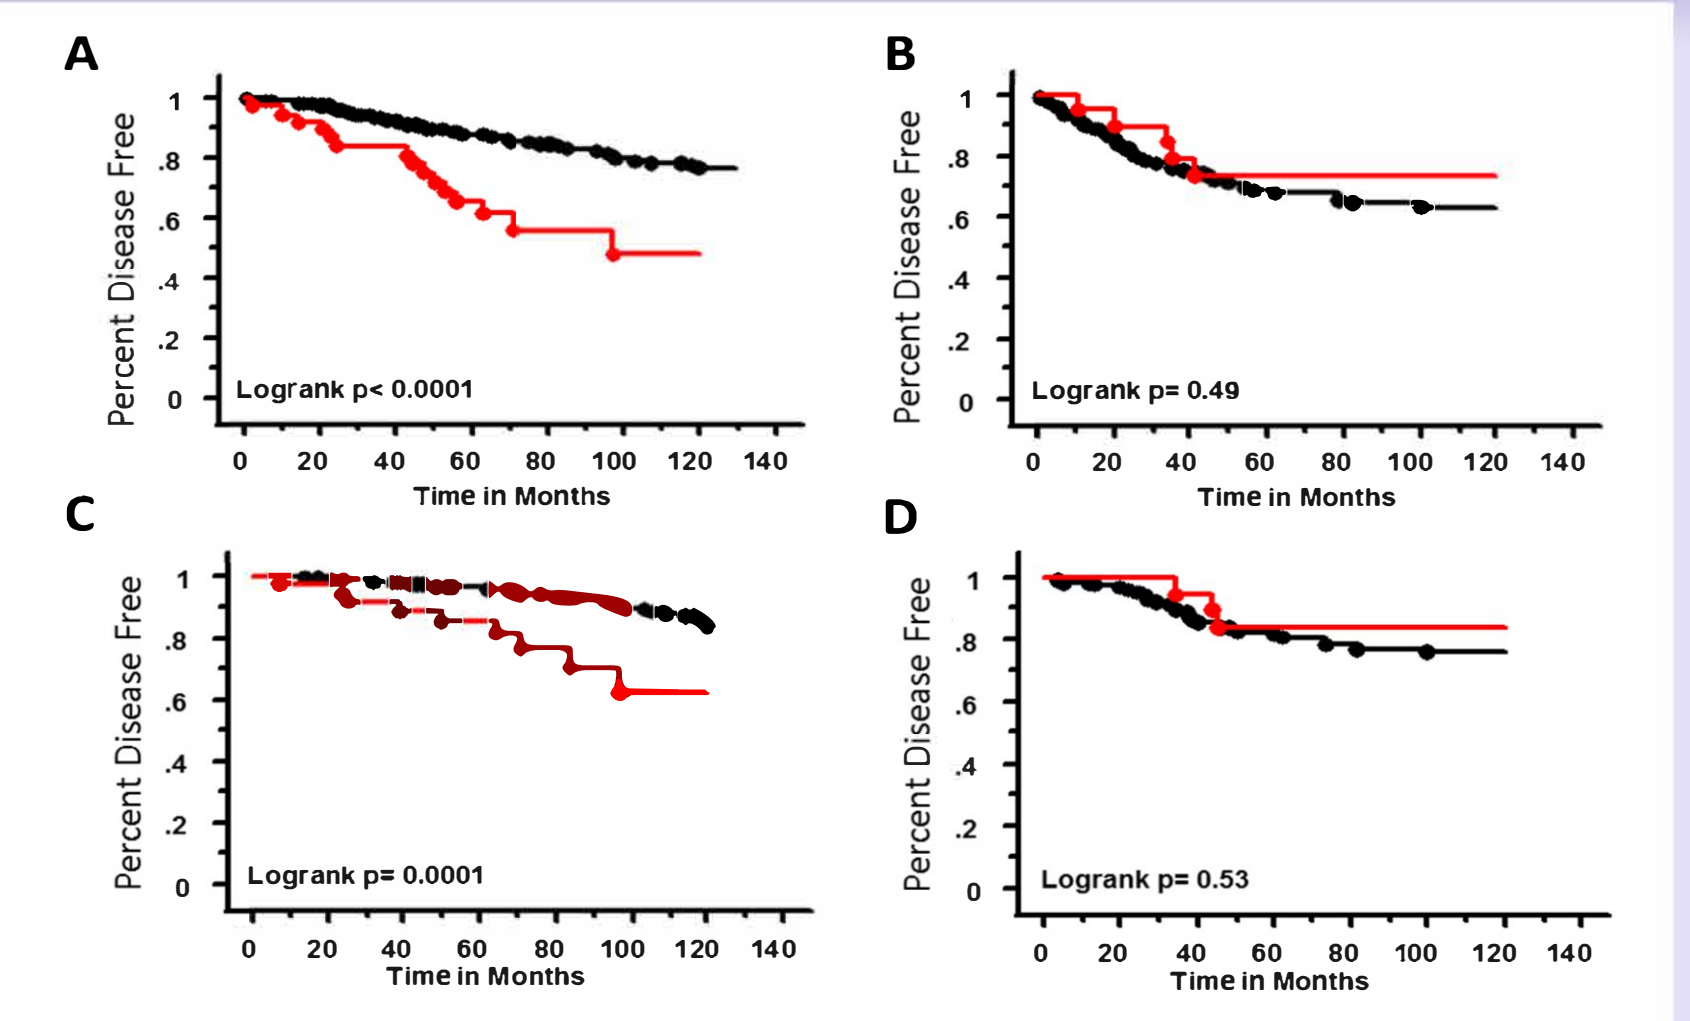 A
Percent Disease Free
1
.8
.6
.4
.2
0
Logrank p< 0.0001
0 20 40 60 80 100 120 140
Time in Months
B
Percent Disease Free
1
.8
.6
.4
.2
0
Logrank p= 0.49
0 20 40 60 80 100 120 140
Time in Months
C
Percent Disease Free
1
.8
.6
.4
.2
0
Logrank p= 0.0001
0 20 40 60 80 100 120 140
Time in Months
D
Percent Disease Free
1
.8
.6
.4
.2
0
Logrank p= 0.53
0 20 40 60 80 100 120 140
Time in Months